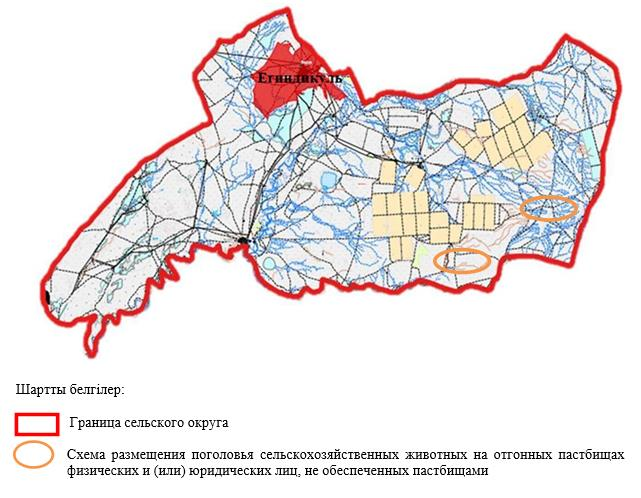 Егиндикуль
Шартты белгілер:
Граница сельского округа
Схема размещения поголовья сельскохозяйственных животных на отгонных пастбищах
физических и (или) юридических лиц, не обеспеченных пастбищами